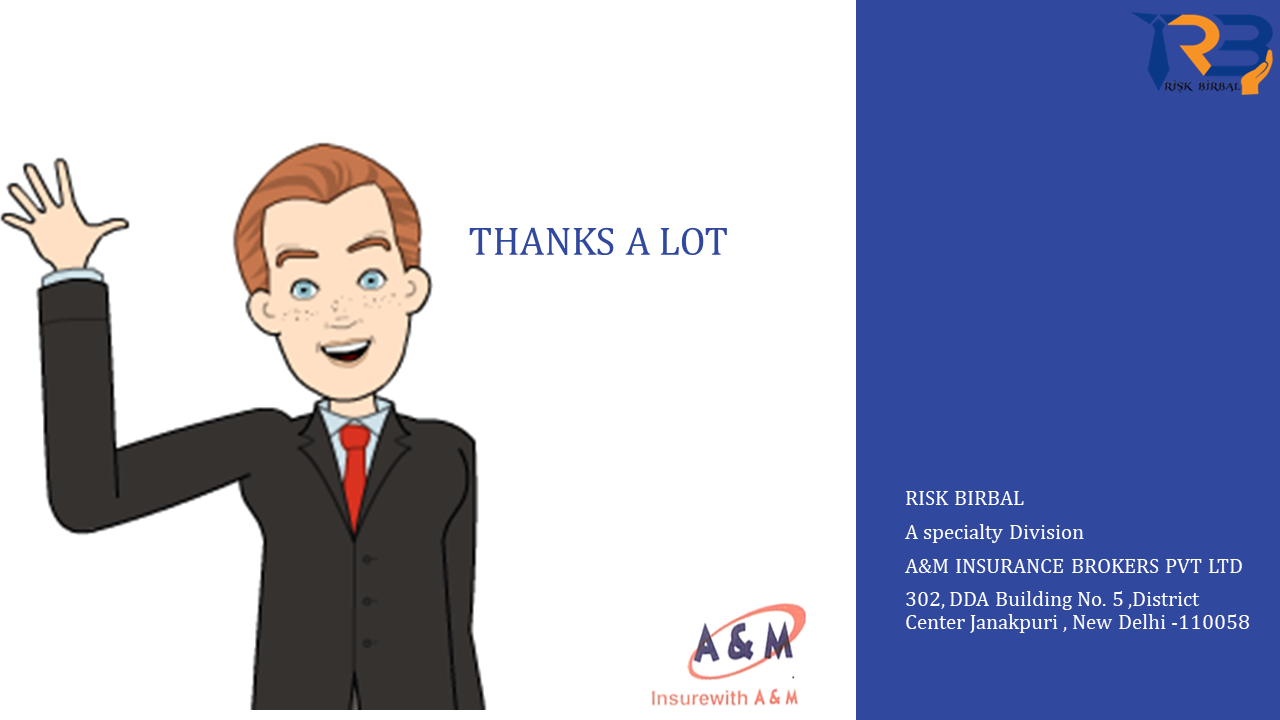 RISK BIRBAL
THANKS A LOT
RISK BIRBAL
A specialty Division
A&M INSURANCE BROKERS PVT LTD
302, DDA Building No. 5 ,District
Center Janakpuri , New Delhi -110058
A & M
Insurewith A & M